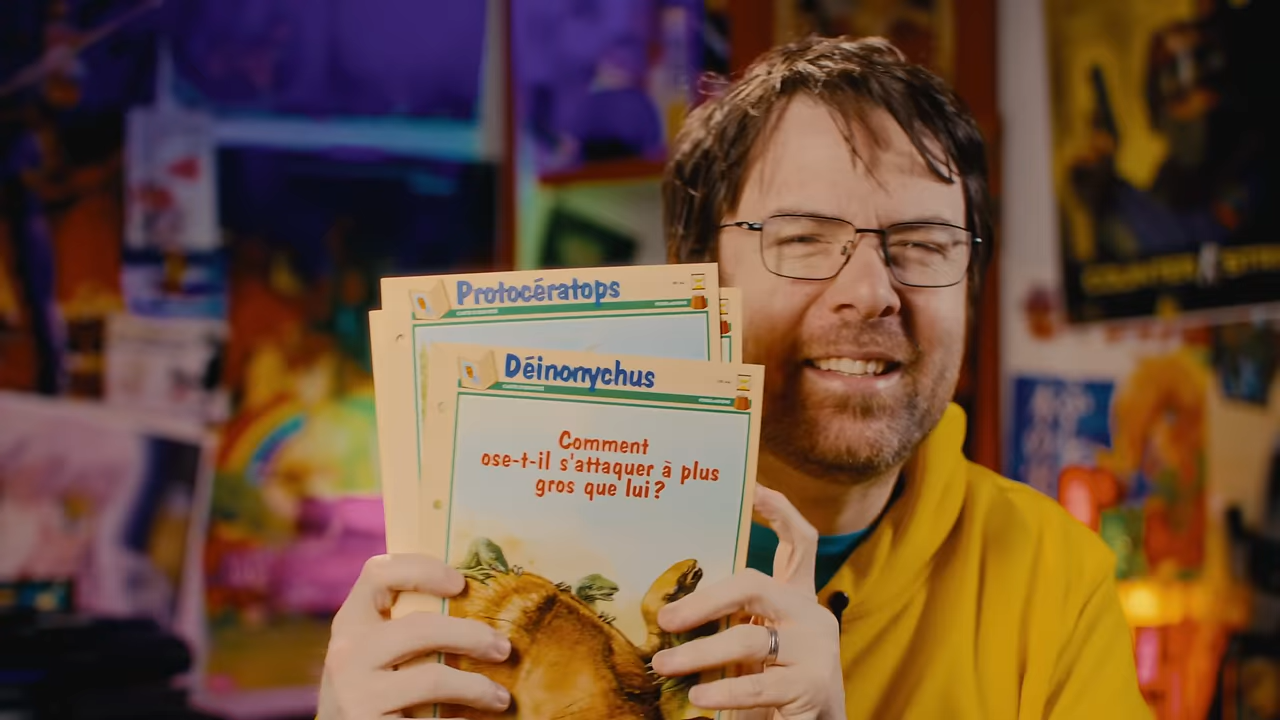 Protocératops
Déinonychus
Comment
ose-t-il s'attaquer à plus
gros que lui?